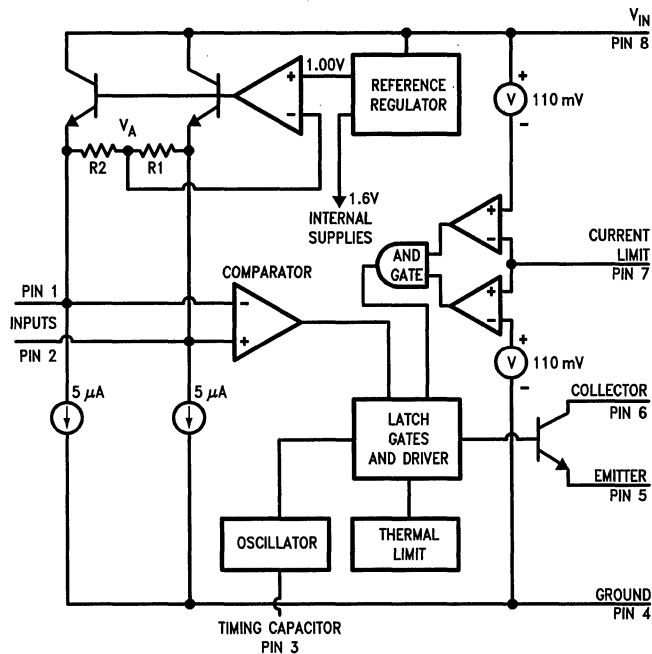 V_IN
PIN 8
1.00V
+
-
REFERENCE
REGULATOR
+
V
110 mV
-
V_A
R2
R1
1.6V
INTERNAL
SUPPLIES
+
-
AND
GATE
CURRENT
LIMIT
PIN 7
+
-
COMPARATOR
PIN 1
INPUTS
PIN 2
-
+
+
V
110 mV
-
5 μA
5 μA
COLLECTOR
PIN 6
LATCH
GATES
AND DRIVER
EMITTER
PIN 5
OSCILLATOR
THERMAL
LIMIT
GROUND
PIN 4
TIMING CAPACITOR
PIN 3